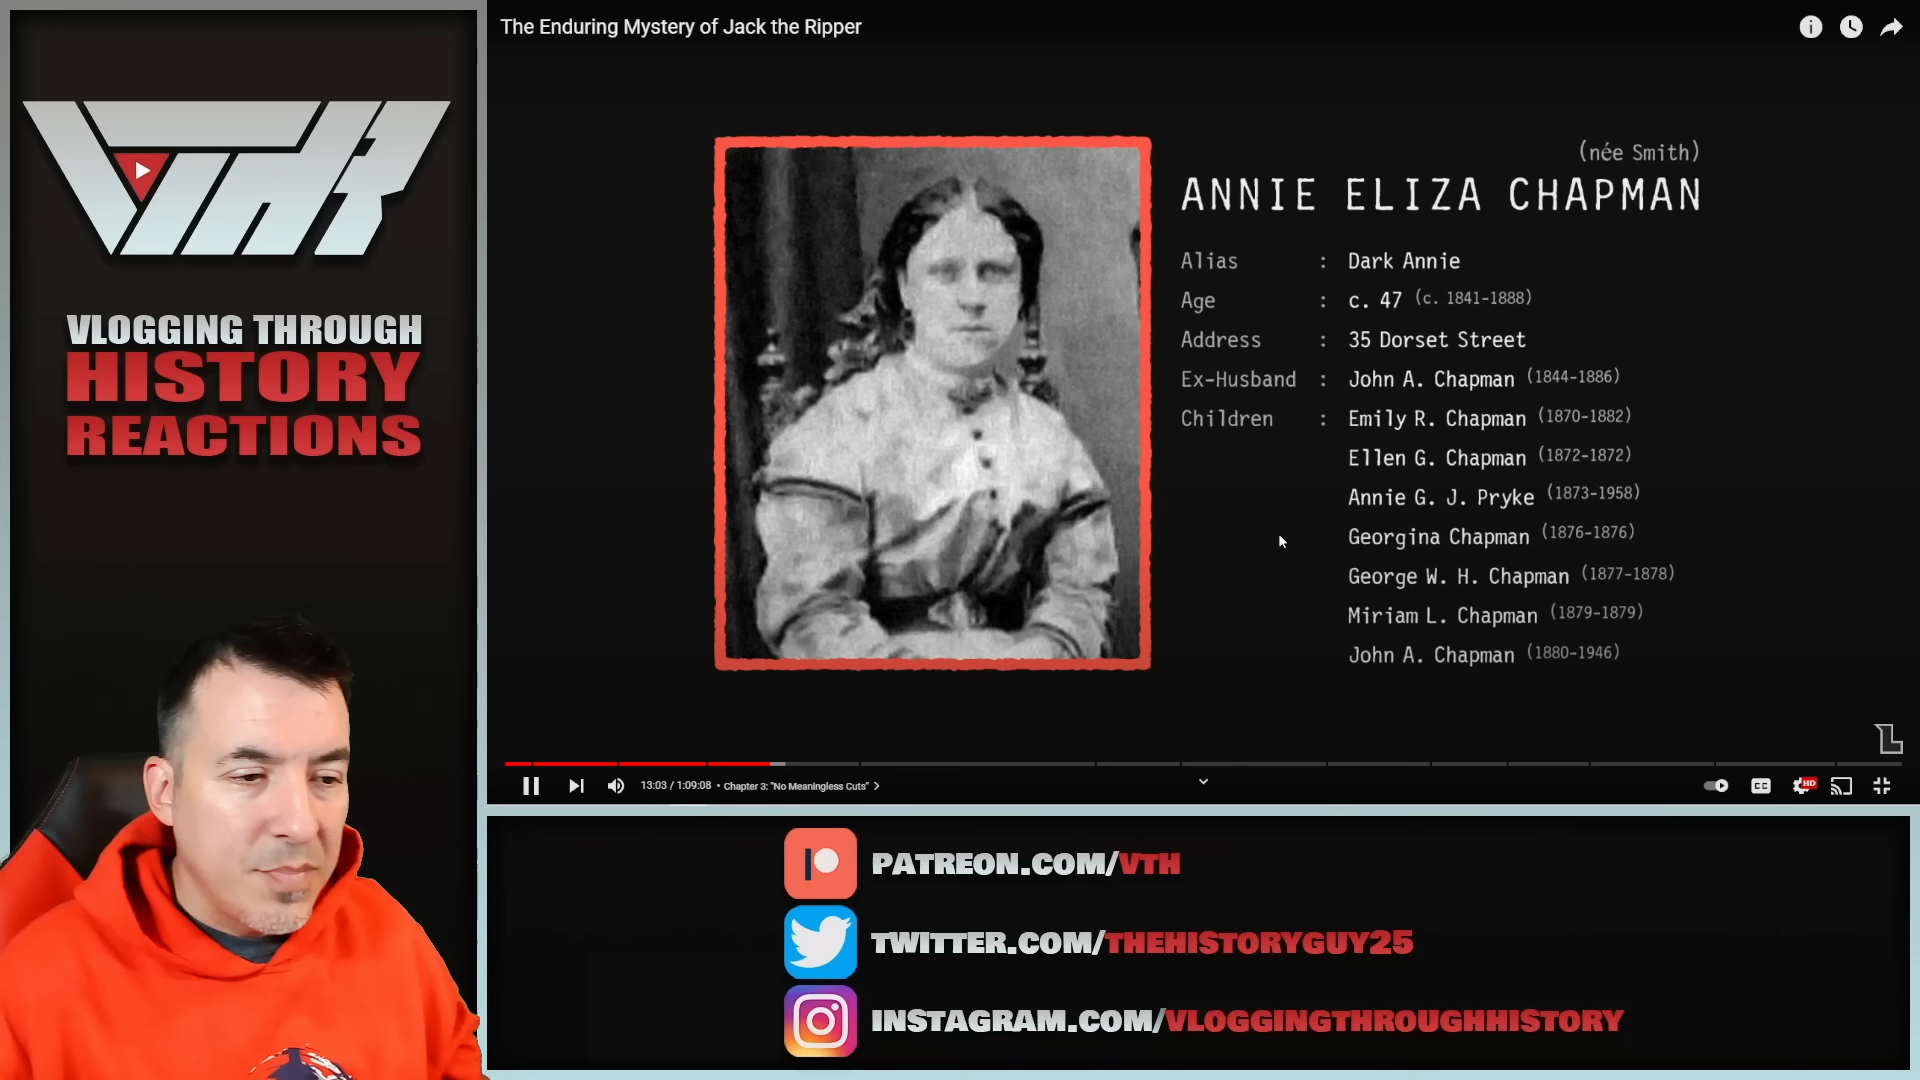 VTH
VLOGGING THROUGH
HISTORY
REACTIONS
The Enduring Mystery of Jack the Ripper
(née Smith)
ANNIE ELIZA CHAPMAN
Alias : Dark Annie
Age : c. 47 (c. 1841-1888)
Address : 35 Dorset Street
Ex-Husband : John A. Chapman (1844-1886)
Children : Emily R. Chapman (1870-1882)
Ellen G. Chapman (1872-1872)
Annie G. J. Pryke (1873-1958)
Georgina Chapman (1876-1876)
George W. H. Chapman (1877-1878)
Miriam L. Chapman (1879-1879)
John A. Chapman (1880-1946)
13:03 / 1:09:08 • Chapter 3: "No Meaningless Cuts" >
CC
HD
PATREON.COM/VTH
TWITTER.COM/THEHISTORYGUY25
INSTAGRAM.COM/VLOGGINGTHROUGHHISTORY